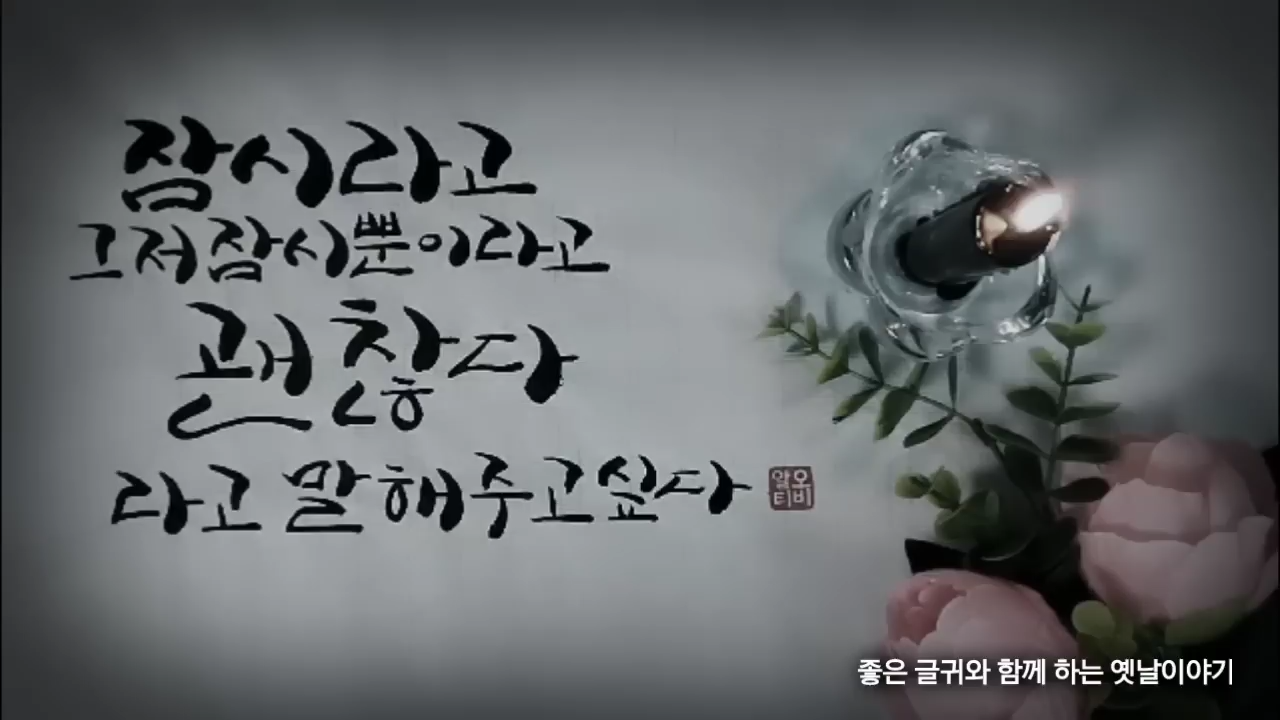 잠시라고
그저 잠시뿐이라고
괜찮다
라고 말해주고싶다
오비
알티
좋은 글귀와 함께 하는 옛날이야기